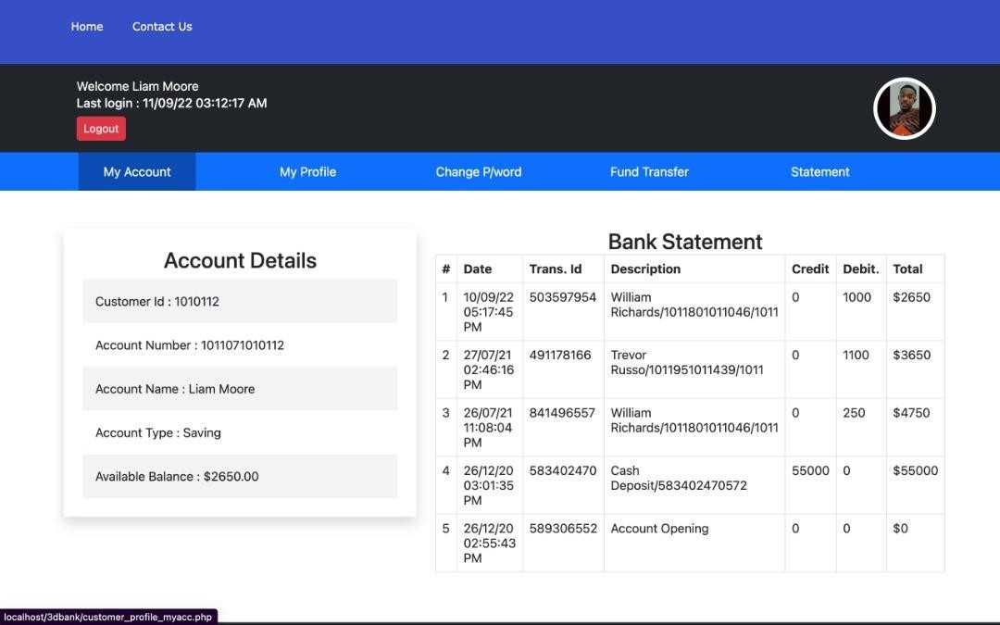 Home Contact Us
Welcome Liam Moore
Last login : 11/09/22 03:12:17 AM
Logout
My Account My Profile Change P/word Fund Transfer Statement
Account Details
Customer Id : 1010112
Account Number : 1011071010112
Account Name : Liam Moore
Account Type : Saving
Available Balance : $2650.00
Bank Statement
# Date Trans. Id Description Credit Debit. Total
1 10/09/22 503597954 William 0 1000 $2650
05:17:45 Richards/1011801011046/1011
PM
2 27/07/21 491178166 Trevor 0 1100 $3650
02:46:16 Russo/1011951011439/1011
PM
3 26/07/21 841496557 William 0 250 $4750
11:08:04 Richards/1011801011046/1011
PM
4 26/12/20 583402470 Cash 55000 0 $55000
03:01:35 Deposit/583402470572
PM
5 26/12/20 589306552 Account Opening 0 0 $0
02:55:43
PM
localhost/3dbank/customer_profile_myacc.php